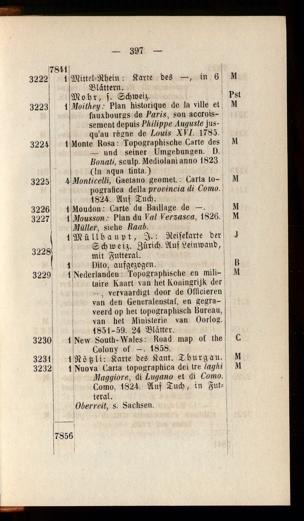 — 397 —
7841
3222 1 Mittel-Rhein: Karte des —, in 6 M
Blättern.
Mohr, s. Schweiz. Pst
3223 1 Moithey: Plan historique de la ville et M
fauxbourgs de Paris, son accrois-
sement depuis Philippe Auguste jus-
qu'au règne de Louis XVI. 1785.
3224 1 Monte Rosa: Topographische Carte des M
— und seiner Umgebungen. D.
Bonati, sculp. Mediolani anno 1823
(In aqua tinta.)
3225 4 Monticelli, Gaetano geomet.: Carta to- M
pografica della provincia di Como.
1824. Auf Tuch.
3226 1 Moudon: Carte du Bailage de —. M
3227 1 Mousson: Plan du Val Verzasca, 1826. M
Müller, siehe Raab.
1 Müllhaupt, J.: Reisekarte der J
Schweiz. Zürich. Auf Leinwand,
3228 mit Futteral.
1 Dito, aufgezogen. B
3229 1 Nederlanden: Topographische en mili- M
taire Kaart van het Koningrijk der
—, vervaardigt door de Officieren
van den Generalenstaf, en gegra-
veerd op het topographisch Bureau,
van het Ministerie van Oorlog.
1851-59. 24 Blätter.
3230 1 New South-Wales: Road map of the C
Colony of —. 1858.
3231 1 Nötzli: Karte des Kant. Thurgau. M
3232 1 Nuova Carta topographica dei tre laghi M
Maggiore, di Lugano et di Como.
Como, 1824. Auf Tuch, in Fut-
teral.
Oberreit, s. Sachsen.
7856